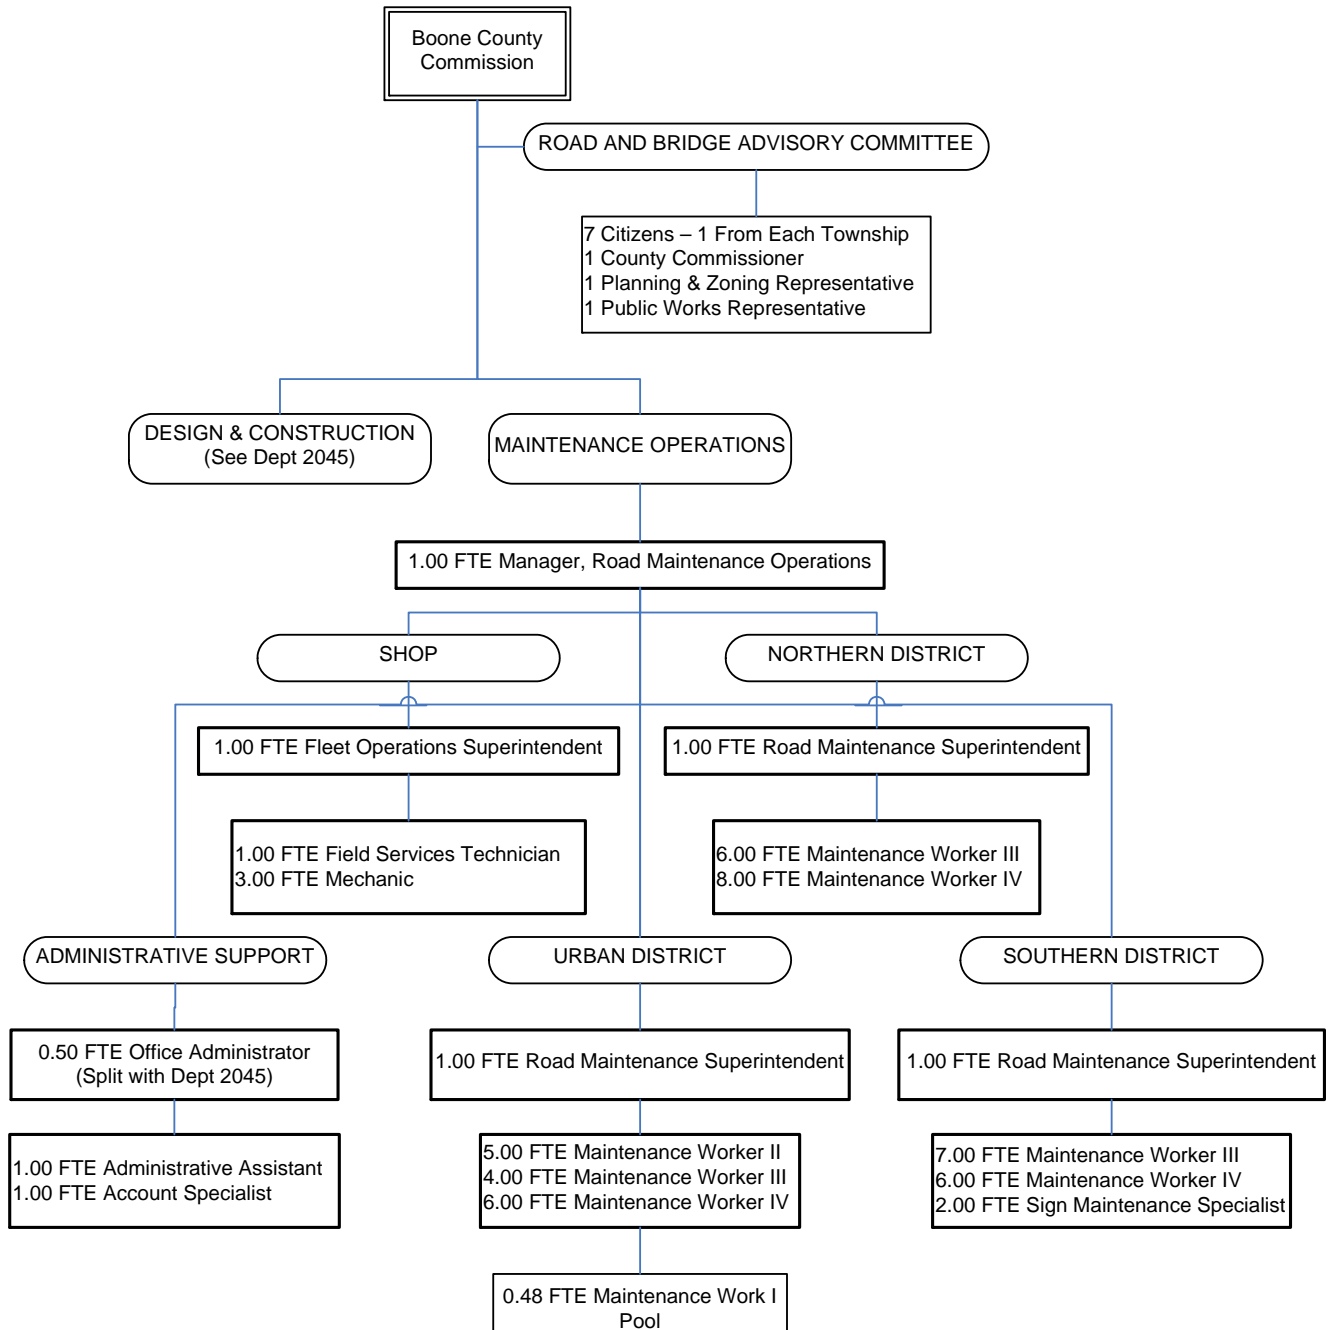 Boone County
Commission
ROAD AND BRIDGE ADVISORY COMMITTEE
7 Citizens – 1 From Each Township
1 County Commissioner
1 Planning & Zoning Representative
1 Public Works Representative
DESIGN & CONSTRUCTION
(See Dept 2045)
MAINTENANCE OPERATIONS
1.00 FTE Manager, Road Maintenance Operations
SHOP
NORTHERN DISTRICT
1.00 FTE Fleet Operations Superintendent
1.00 FTE Road Maintenance Superintendent
1.00 FTE Field Services Technician
3.00 FTE Mechanic
6.00 FTE Maintenance Worker III
8.00 FTE Maintenance Worker IV
ADMINISTRATIVE SUPPORT
URBAN DISTRICT
SOUTHERN DISTRICT
0.50 FTE Office Administrator
(Split with Dept 2045)
1.00 FTE Road Maintenance Superintendent
1.00 FTE Road Maintenance Superintendent
1.00 FTE Administrative Assistant
1.00 FTE Account Specialist
5.00 FTE Maintenance Worker II
4.00 FTE Maintenance Worker III
6.00 FTE Maintenance Worker IV
7.00 FTE Maintenance Worker III
6.00 FTE Maintenance Worker IV
2.00 FTE Sign Maintenance Specialist
0.48 FTE Maintenance Work I
Pool